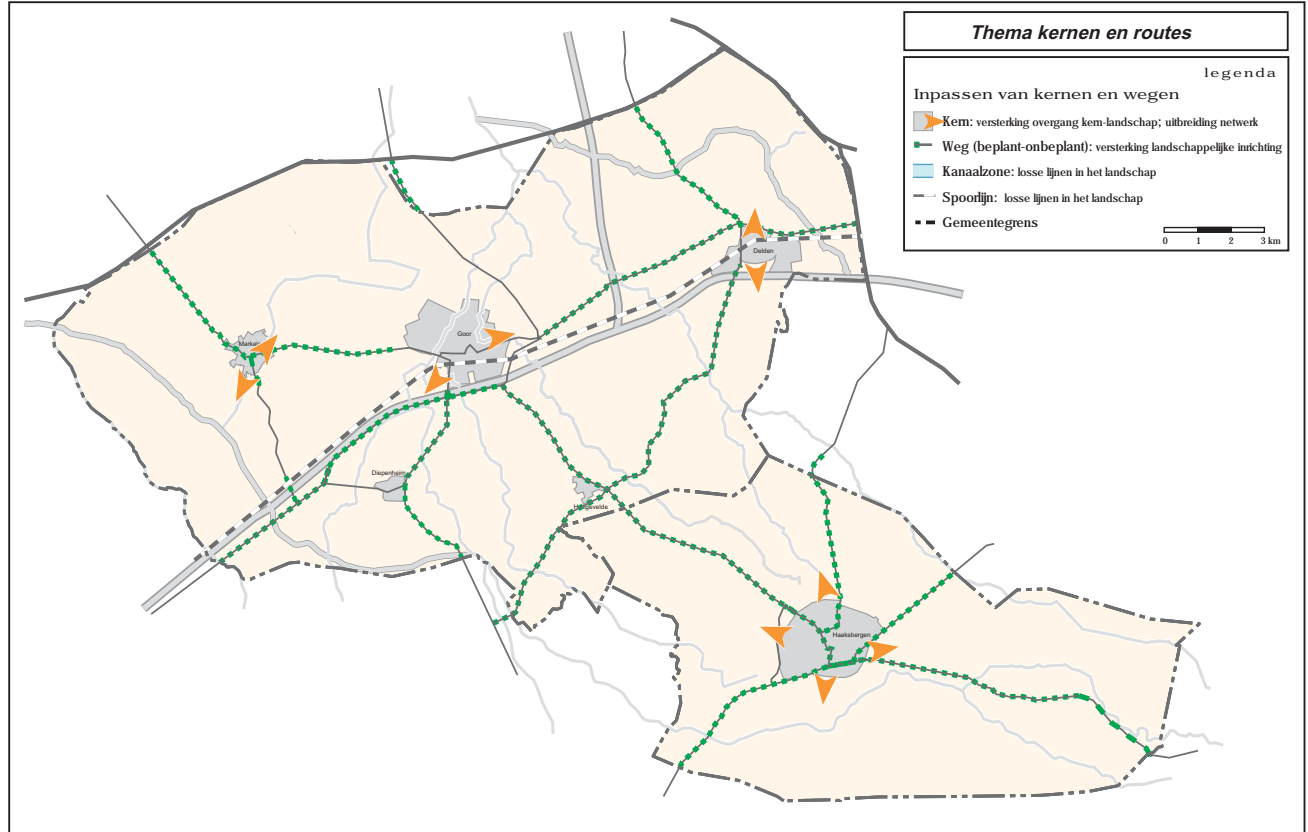 Thema kernen en routes
legenda
Inpassen van kernen en wegen
Kern: versterking overgang kern-landschap; uitbreiding netwerk
Weg (beplant-onbeplant): versterking landschappelijke inrichting
Kanaalzone: losse lijnen in het landschap
Spoorlijn: losse lijnen in het landschap
Gemeentegrens
0 1 2 3 km
Delden
Goor
Diepenheim
Haaksbergen